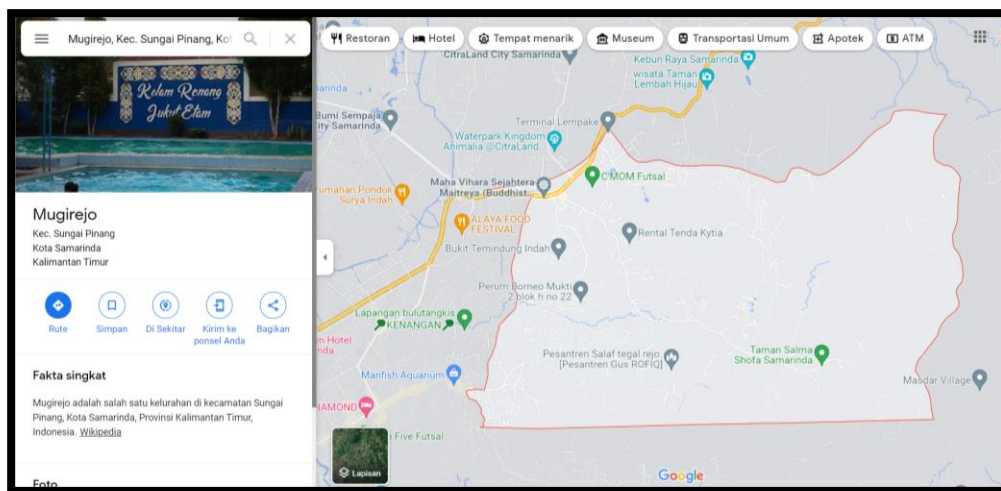 Mugirejo, Kec. Sungai Pinang, Kot
Restoran
Hotel
Tempat menarik
Museum
Transportasi Umum
Apotek
ATM
Kolam Renang
Jukut Etam
Mugirejo
Kec. Sungai Pinang
Kota Samarinda
Kalimantan Timur
Rute
Simpan
Di Sekitar
Kirim ke
ponsel Anda
Bagikan
Fakta singkat
Mugirejo adalah salah satu kelurahan di kecamatan Sungai
Pinang, Kota Samarinda, Provinsi Kalimantan Timur,
Indonesia. Wikipedia
Foto
CitraLand City Samarinda
Kebun Raya Samarinda
wisata Taman
Lembah Hijau
marinda
Bumi Sempaja
City Samarinda
Terminal Lempake
Waterpark Kingdom
Animalia @CitraLand...
Maha Vihara Sejahtera
Maitreya (Buddhist...
C'MOM Futsal
rumahan Pondok
Surya Indah
ALAYA FOOD
FESTIVAL
Rental Tenda Kytia
Bukit Temindung Indah
Perum Borneo Mukti
2 blok h no 22
Lapangan bulutangkis
KENANGAN
n Hotel
nda
Pesantren Salaf tegal rejo.
[Pesantren Gus ROFIQ]
Taman Salma
Shofa Samarinda
Manfish Aquarium
Masdar Village
IAMOND
Five Futsal
Lapisan
Google